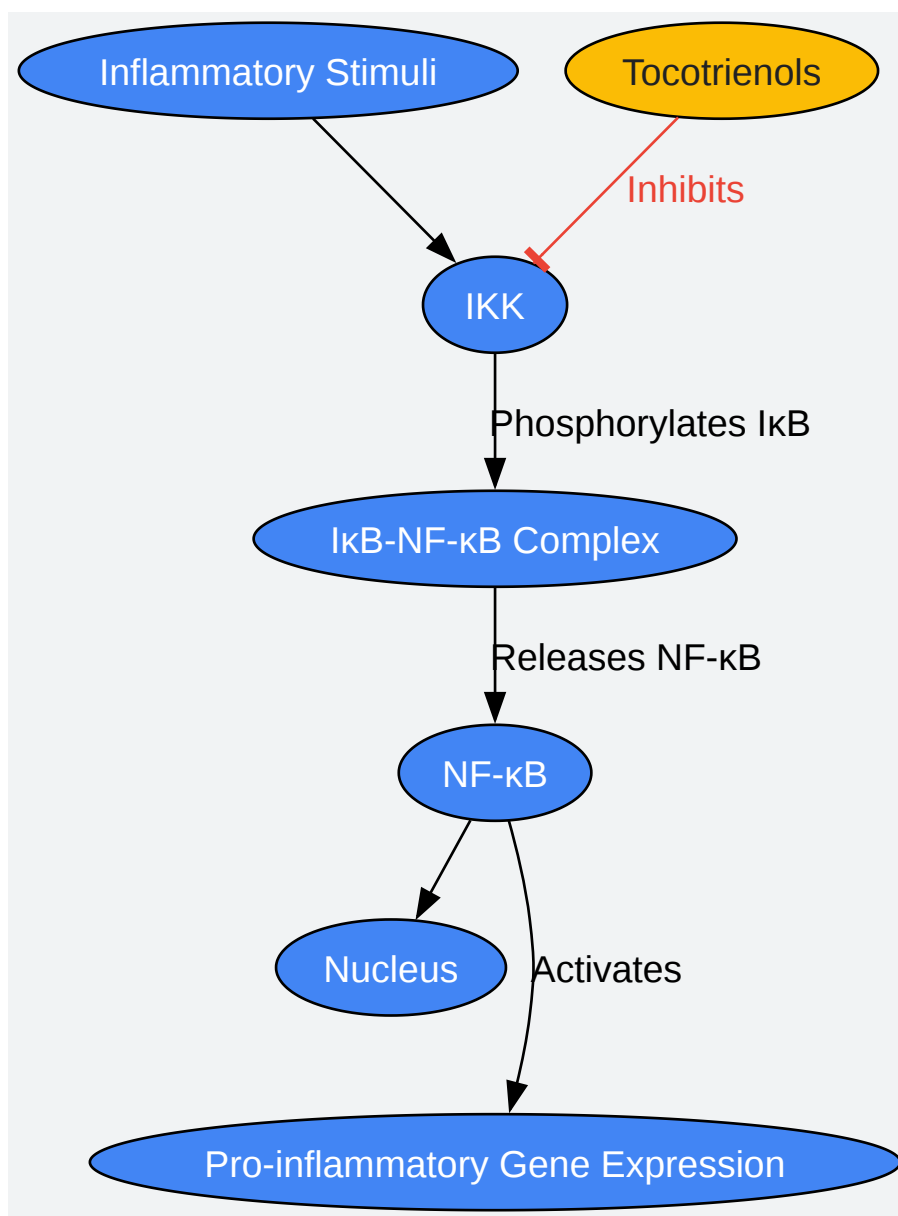 Inflammatory Stimuli
Tocotrienols
Inhibits
IKK
Phosphorylates IκB
IκB-NF-κB Complex
Releases NF-κB
NF-κB
Nucleus
Activates
Pro-inflammatory Gene Expression